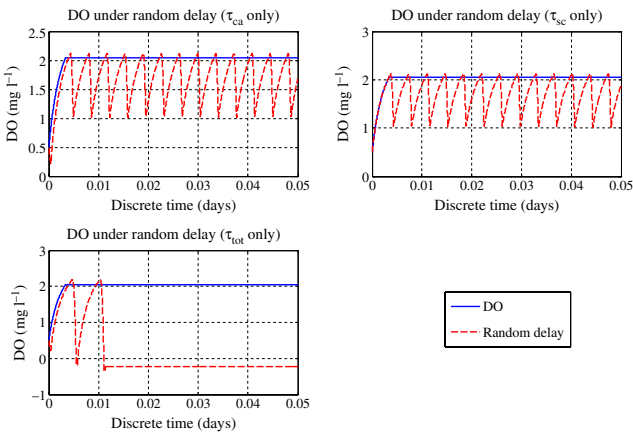 DO under random delay (τca only)
2.5
2
1.5
1
0.5
0
DO (mg l−1)
0 0.01 0.02 0.03 0.04 0.05
Discrete time (days)
DO under random delay (τsc only)
3
2
1
0
DO (mg l−1)
0 0.01 0.02 0.03 0.04 0.05
Discrete time (days)
DO under random delay (τtot only)
3
2
1
0
−1
DO (mg l−1)
0 0.01 0.02 0.03 0.04 0.05
Discrete time (days)
DO
Random delay